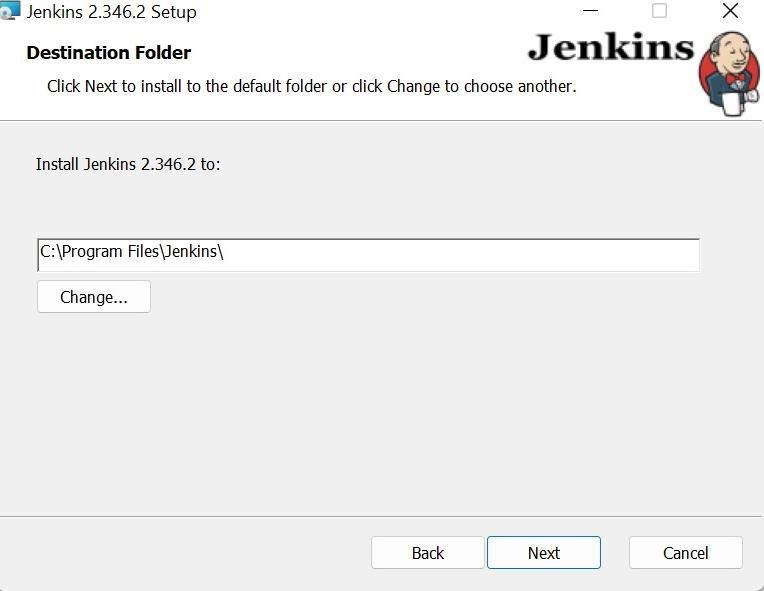 Jenkins 2.346.2 Setup
Destination Folder
Jenkins
Click Next to install to the default folder or click Change to choose another.
Install Jenkins 2.346.2 to:
C:\Program Files\Jenkins\
Change...
Back
Next
Cancel